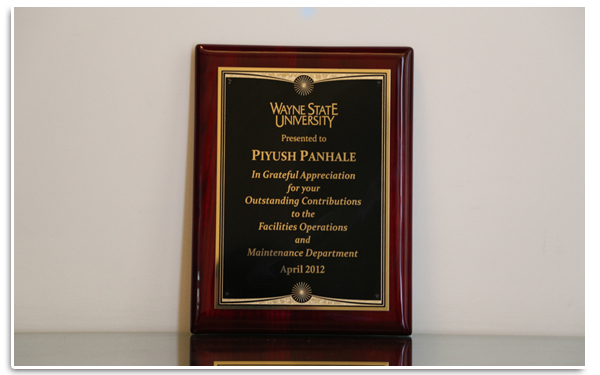 WAYNE STATE
UNIVERSITY
Presented to
PIYUSH PANHALE
In Grateful Appreciation
for your
Outstanding Contributions
to the
Facilities Operations
and
Maintenance Department
April 2012